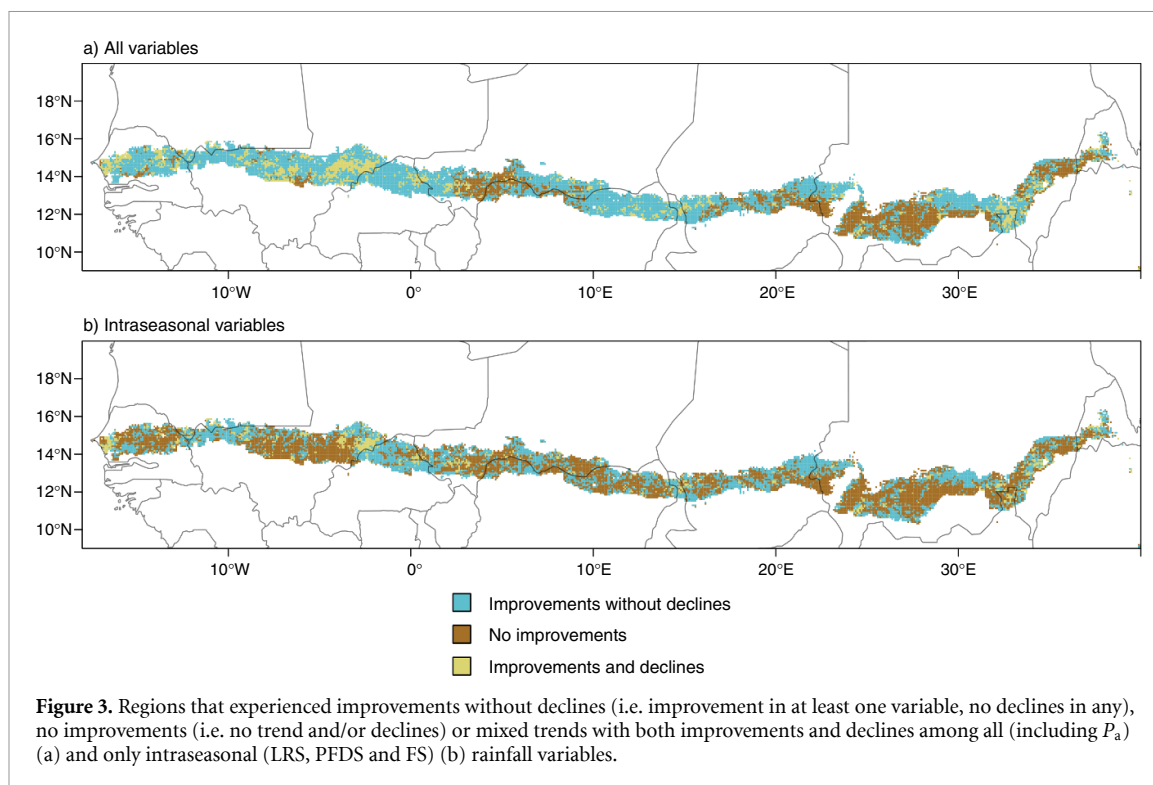 a) All variables
18°N
16°N
14°N
12°N
10°N
10°W 0° 10°E 20°E 30°E
b) Intraseasonal variables
18°N
16°N
14°N
12°N
10°N
10°W 0° 10°E 20°E 30°E
Improvements without declines
No improvements
Improvements and declines
Figure 3. Regions that experienced improvements without declines (i.e. improvement in at least one variable, no declines in any),
no improvements (i.e. no trend and/or declines) or mixed trends with both improvements and declines among all (including Pa)
(a) and only intraseasonal (LRS, PFDS and FS) (b) rainfall variables.